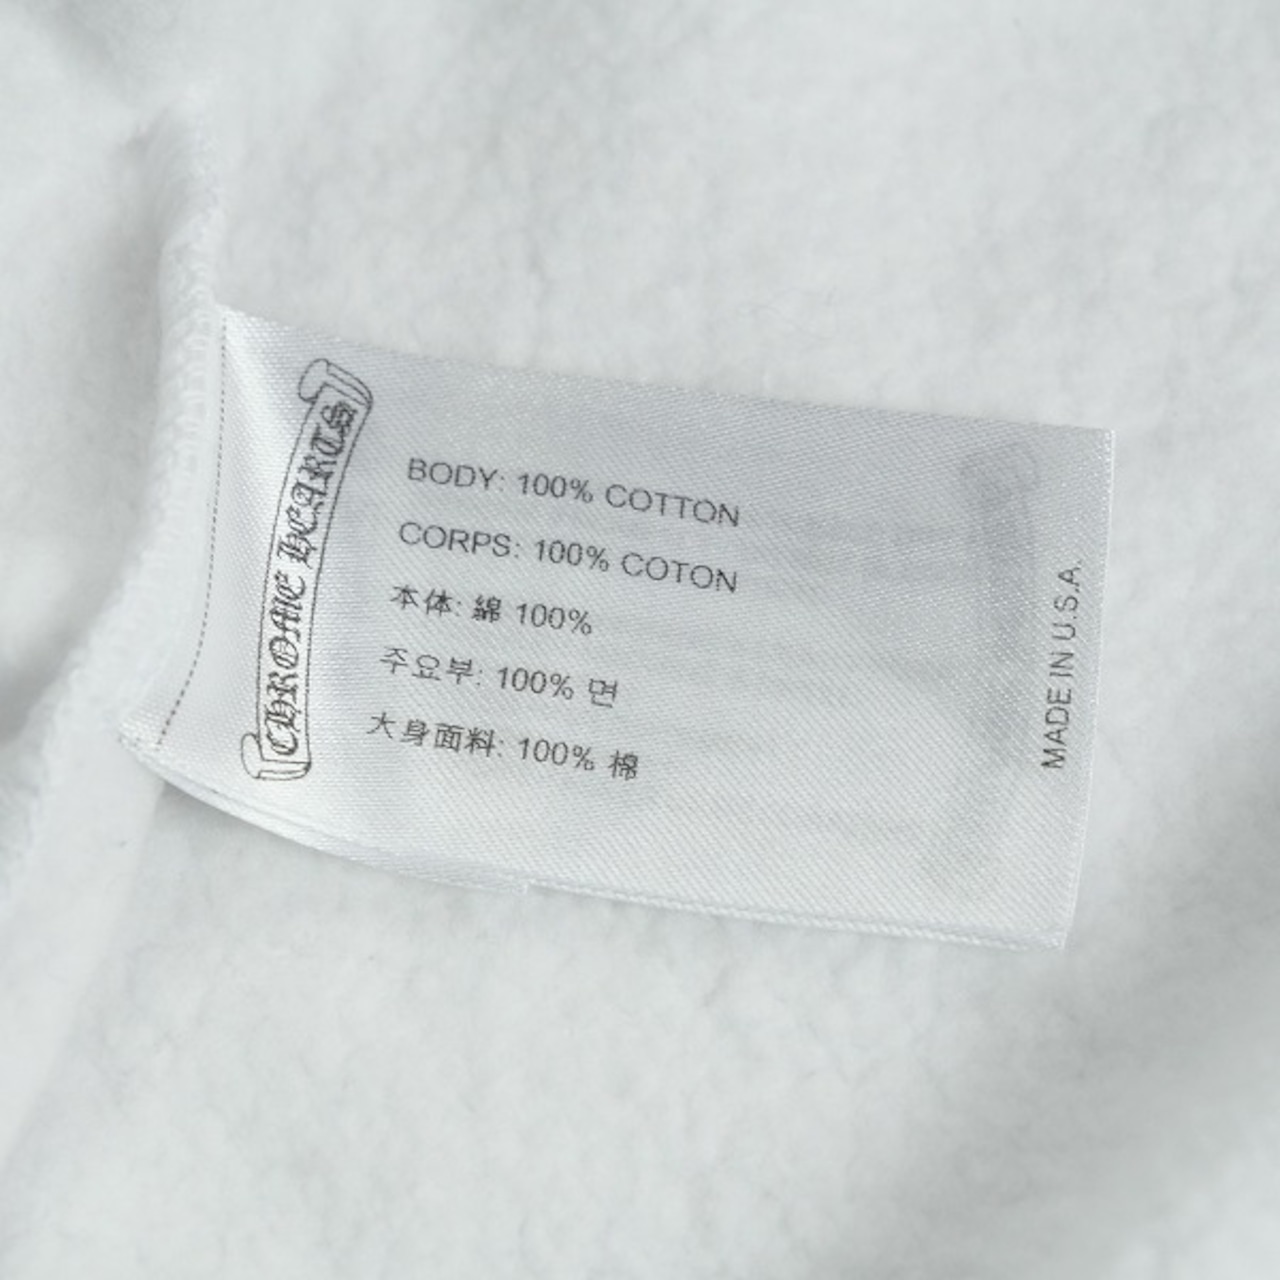 CHROME HEARTS
BODY: 100% COTTON
CORPS: 100% COTON
本体: 綿 100%
주요부: 100% 면
大身面料: 100% 棉
MADE IN U.S.A.